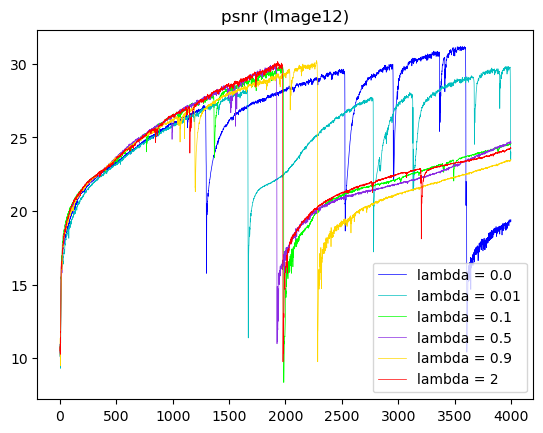 psnr (Image12)
30
25
20
15
10
0
500
1000
1500
2000
2500
3000
3500
4000
lambda = 0.0
lambda = 0.01
lambda = 0.1
lambda = 0.5
lambda = 0.9
lambda = 2